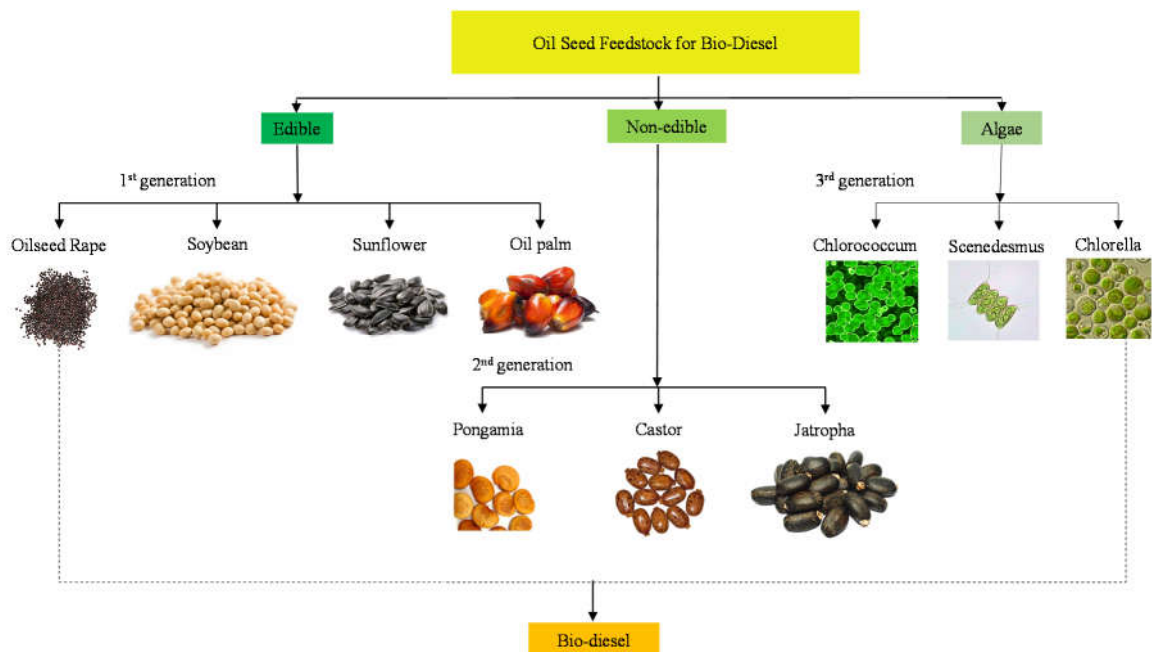 Oil Seed Feedstock for Bio-Diesel
Edible
Non-edible
Algae
1st generation
3rd generation
Oilseed Rape
Soybean
Sunflower
Oil palm
Chlorococcum
Scenedesmus
Chlorella
2nd generation
Pongamia
Castor
Jatropha
Bio-diesel